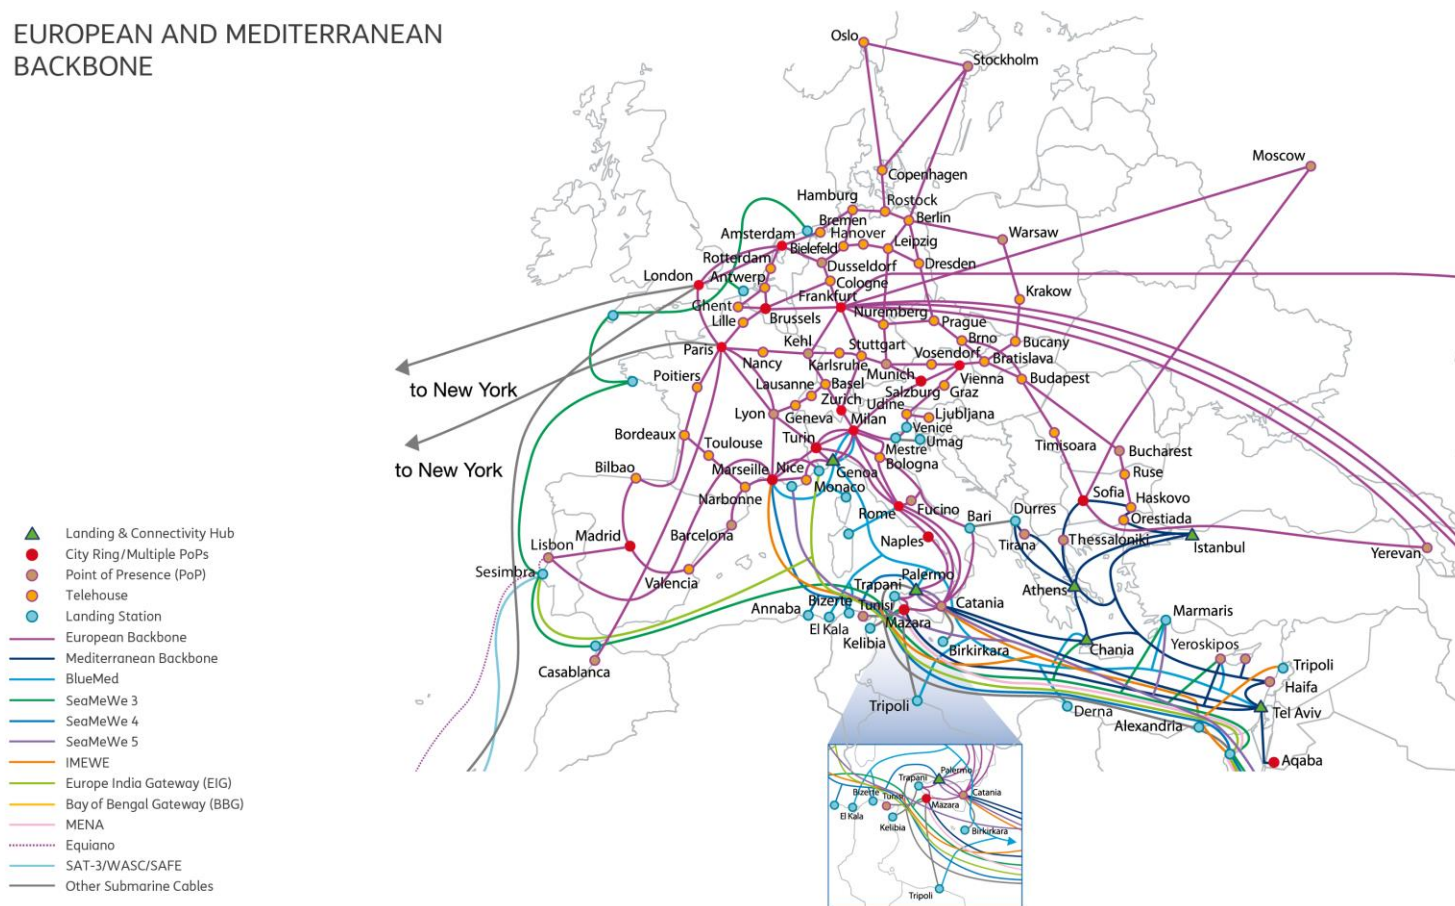 EUROPEAN AND MEDITERRANEAN
BACKBONE
Oslo
Stockholm
Moscow
Copenhagen
Hamburg
Rostock
Bremen
Berlin
Amsterdam
Hanover
Warsaw
Bielefeld
Leipzig
Rotterdam
Dusseldorf
Dresden
London
Antwerp
Cologne
Krakow
Frankfurt
Ghent
Nuremberg
Lille
Brussels
Prague
Kehl
Stuttgart
Brno
Bucany
Paris
Nancy
Karlsruhe
Vosendorf
Bratislava
Munich
Poitiers
Lausanne
Basel
Salzburg
Vienna
Budapest
to New York
Zurich
Graz
Lyon
Geneva
Udine
Ljubljana
Milan
Venice
Bordeaux
Toulouse
Turin
Umag
Timisoara
Mestre
Bucharest
to New York
Bilbao
Marseille
Nice
Genoa
Bologna
Ruse
Monaco
Narbonne
Sofia
Haskovo
Rome
Fucino
Bari
Durres
Orestiada
Madrid
Barcelona
Naples
Tirana
Thessaloniki
Istanbul
Lisbon
Yerevan
Sesimbra
Valencia
Palermo
Trapani
Athens
Annaba
Bizerte
Tunisi
Catania
Marmaris
El Kala
Mazara
Kelibia
Birkirkara
Chania
Yeroskipos
Casablanca
Tripoli
Haifa
Tripoli
Derna
Tel Aviv
Alexandria
Aqaba
Landing & Connectivity Hub
City Ring/Multiple PoPs
Point of Presence (PoP)
Telehouse
Landing Station
European Backbone
Mediterranean Backbone
BlueMed
SeaMeWe 3
SeaMeWe 4
SeaMeWe 5
IMEWE
Europe India Gateway (EIG)
Bay of Bengal Gateway (BBG)
MENA
Equiano
SAT-3/WASC/SAFE
Other Submarine Cables
Palermo
Trapani
Bizerte
Tunisi
Catania
Mazara
El Kala
Kelibia
Birkirkara
Tripoli